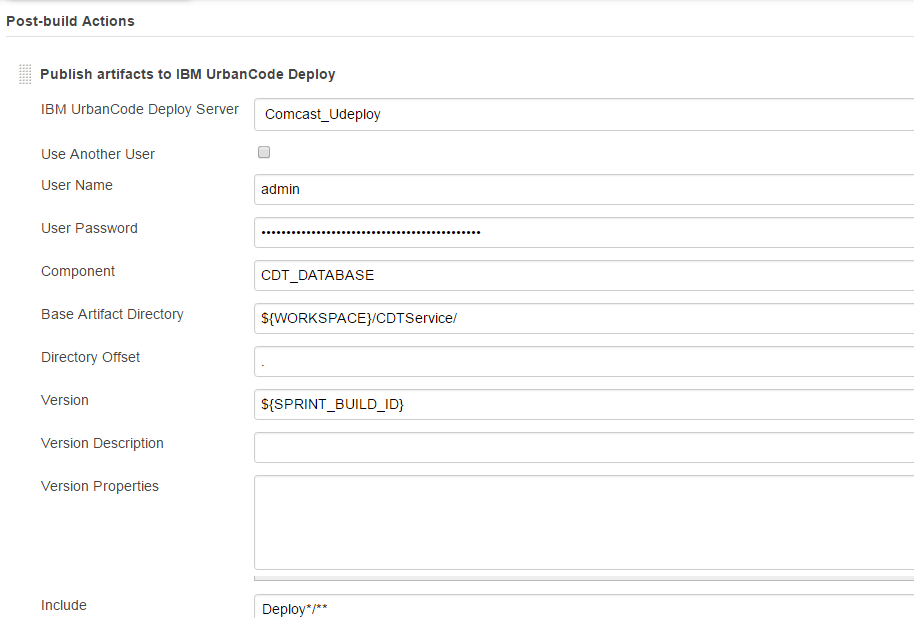 Post-build Actions
Publish artifacts to IBM UrbanCode Deploy
IBM UrbanCode Deploy Server Comcast_Udeploy
Use Another User
User Name admin
User Password ••••••••••••••••••••••••••••••••••••••••••••
Component CDT_DATABASE
Base Artifact Directory ${WORKSPACE}/CDTService/
Directory Offset .
Version ${SPRINT_BUILD_ID}
Version Description
Version Properties
Include Deploy*/**